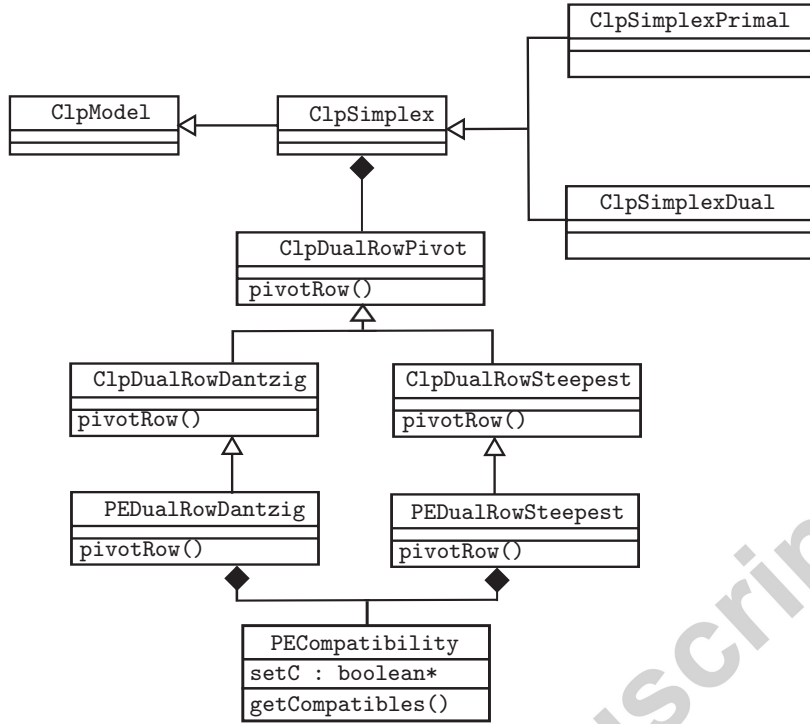 ClpSimplexPrimal
ClpModel
ClpSimplex
ClpSimplexDual
ClpDualRowPivot
pivotRow()
ClpDualRowDantzig
pivotRow()
ClpDualRowSteepest
pivotRow()
PEDualRowDantzig
pivotRow()
PEDualRowSteepest
pivotRow()
PECompatibility
setC : boolean*
getCompatibles()